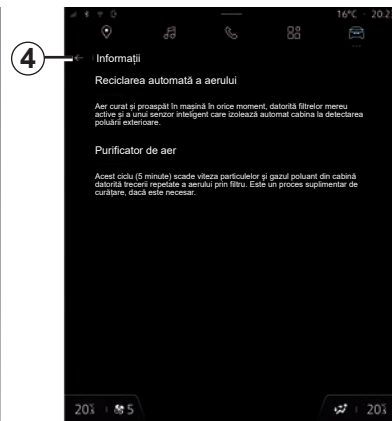 16°C 20:2
4
Informații
Reciclarea automată a aerului
Aer curat și proaspăt în mașină în orice moment, datorită filtrelor mereu
active și a unui senzor inteligent care izolează automat cabina la detectarea
poluării exterioare.
Purificator de aer
Acest ciclu (5 minute) scade viteza particulelor și gazul poluant din cabină
datorită trecerii repetate a aerului prin filtru. Este un proces suplimentar de
curățare, dacă este necesar.
20 5 20